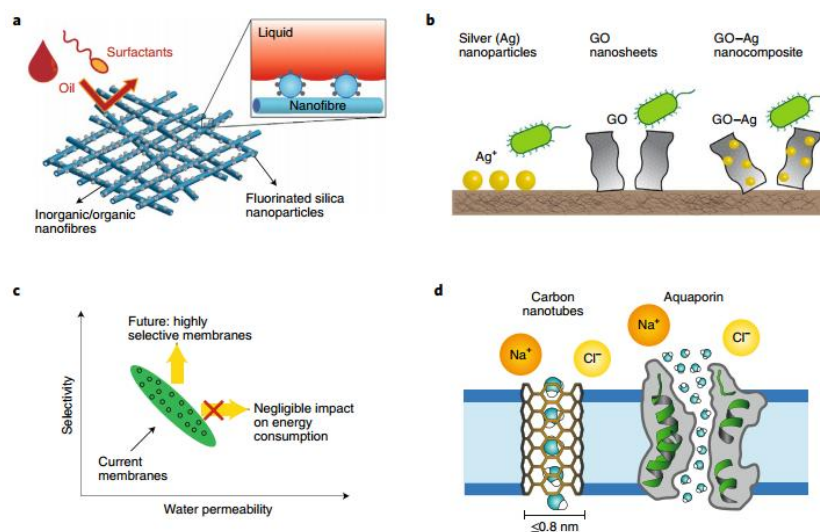 a
Surfactants
Oil
Liquid
Nanofibre
Inorganic/organic
nanofibres
Fluorinated silica
nanoparticles
b
Silver (Ag)
nanoparticles
GO
nanosheets
GO–Ag
nanocomposite
Ag+
GO
GO–Ag
c
Selectivity
Future: highly
selective membranes
Negligible impact
on energy
consumption
Current
membranes
Water permeability
d
Carbon
nanotubes
Aquaporin
Na+
Cl–
Na+
Cl–
≤0.8 nm